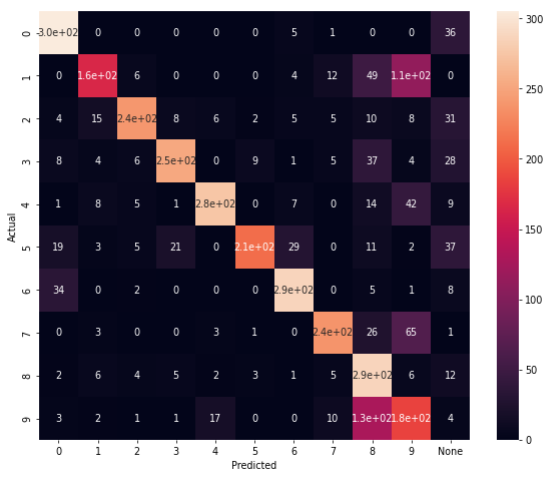 0 3.0e+02 0 0 0 0 0 5 1 0 0 36
1 0 1.6e+02 6 0 0 0 4 12 49 1.1e+02 0
2 4 15 2.4e+02 8 6 2 5 5 10 8 31
3 8 4 6 2.5e+02 0 9 1 5 37 4 28
4 1 8 5 1 2.8e+02 0 7 0 14 42 9
5 19 3 5 21 0 2.1e+02 29 0 11 2 37
6 34 0 2 0 0 0 2.9e+02 0 5 1 8
7 0 3 0 0 3 1 0 2.4e+02 26 65 1
8 2 6 4 5 2 3 1 5 2.9e+02 6 12
9 3 2 1 1 17 0 0 10 1.3e+02 1.8e+02 4
0 1 2 3 4 5 6 7 8 9 None
Predicted
Actual
300
250
200
150
100
50
0